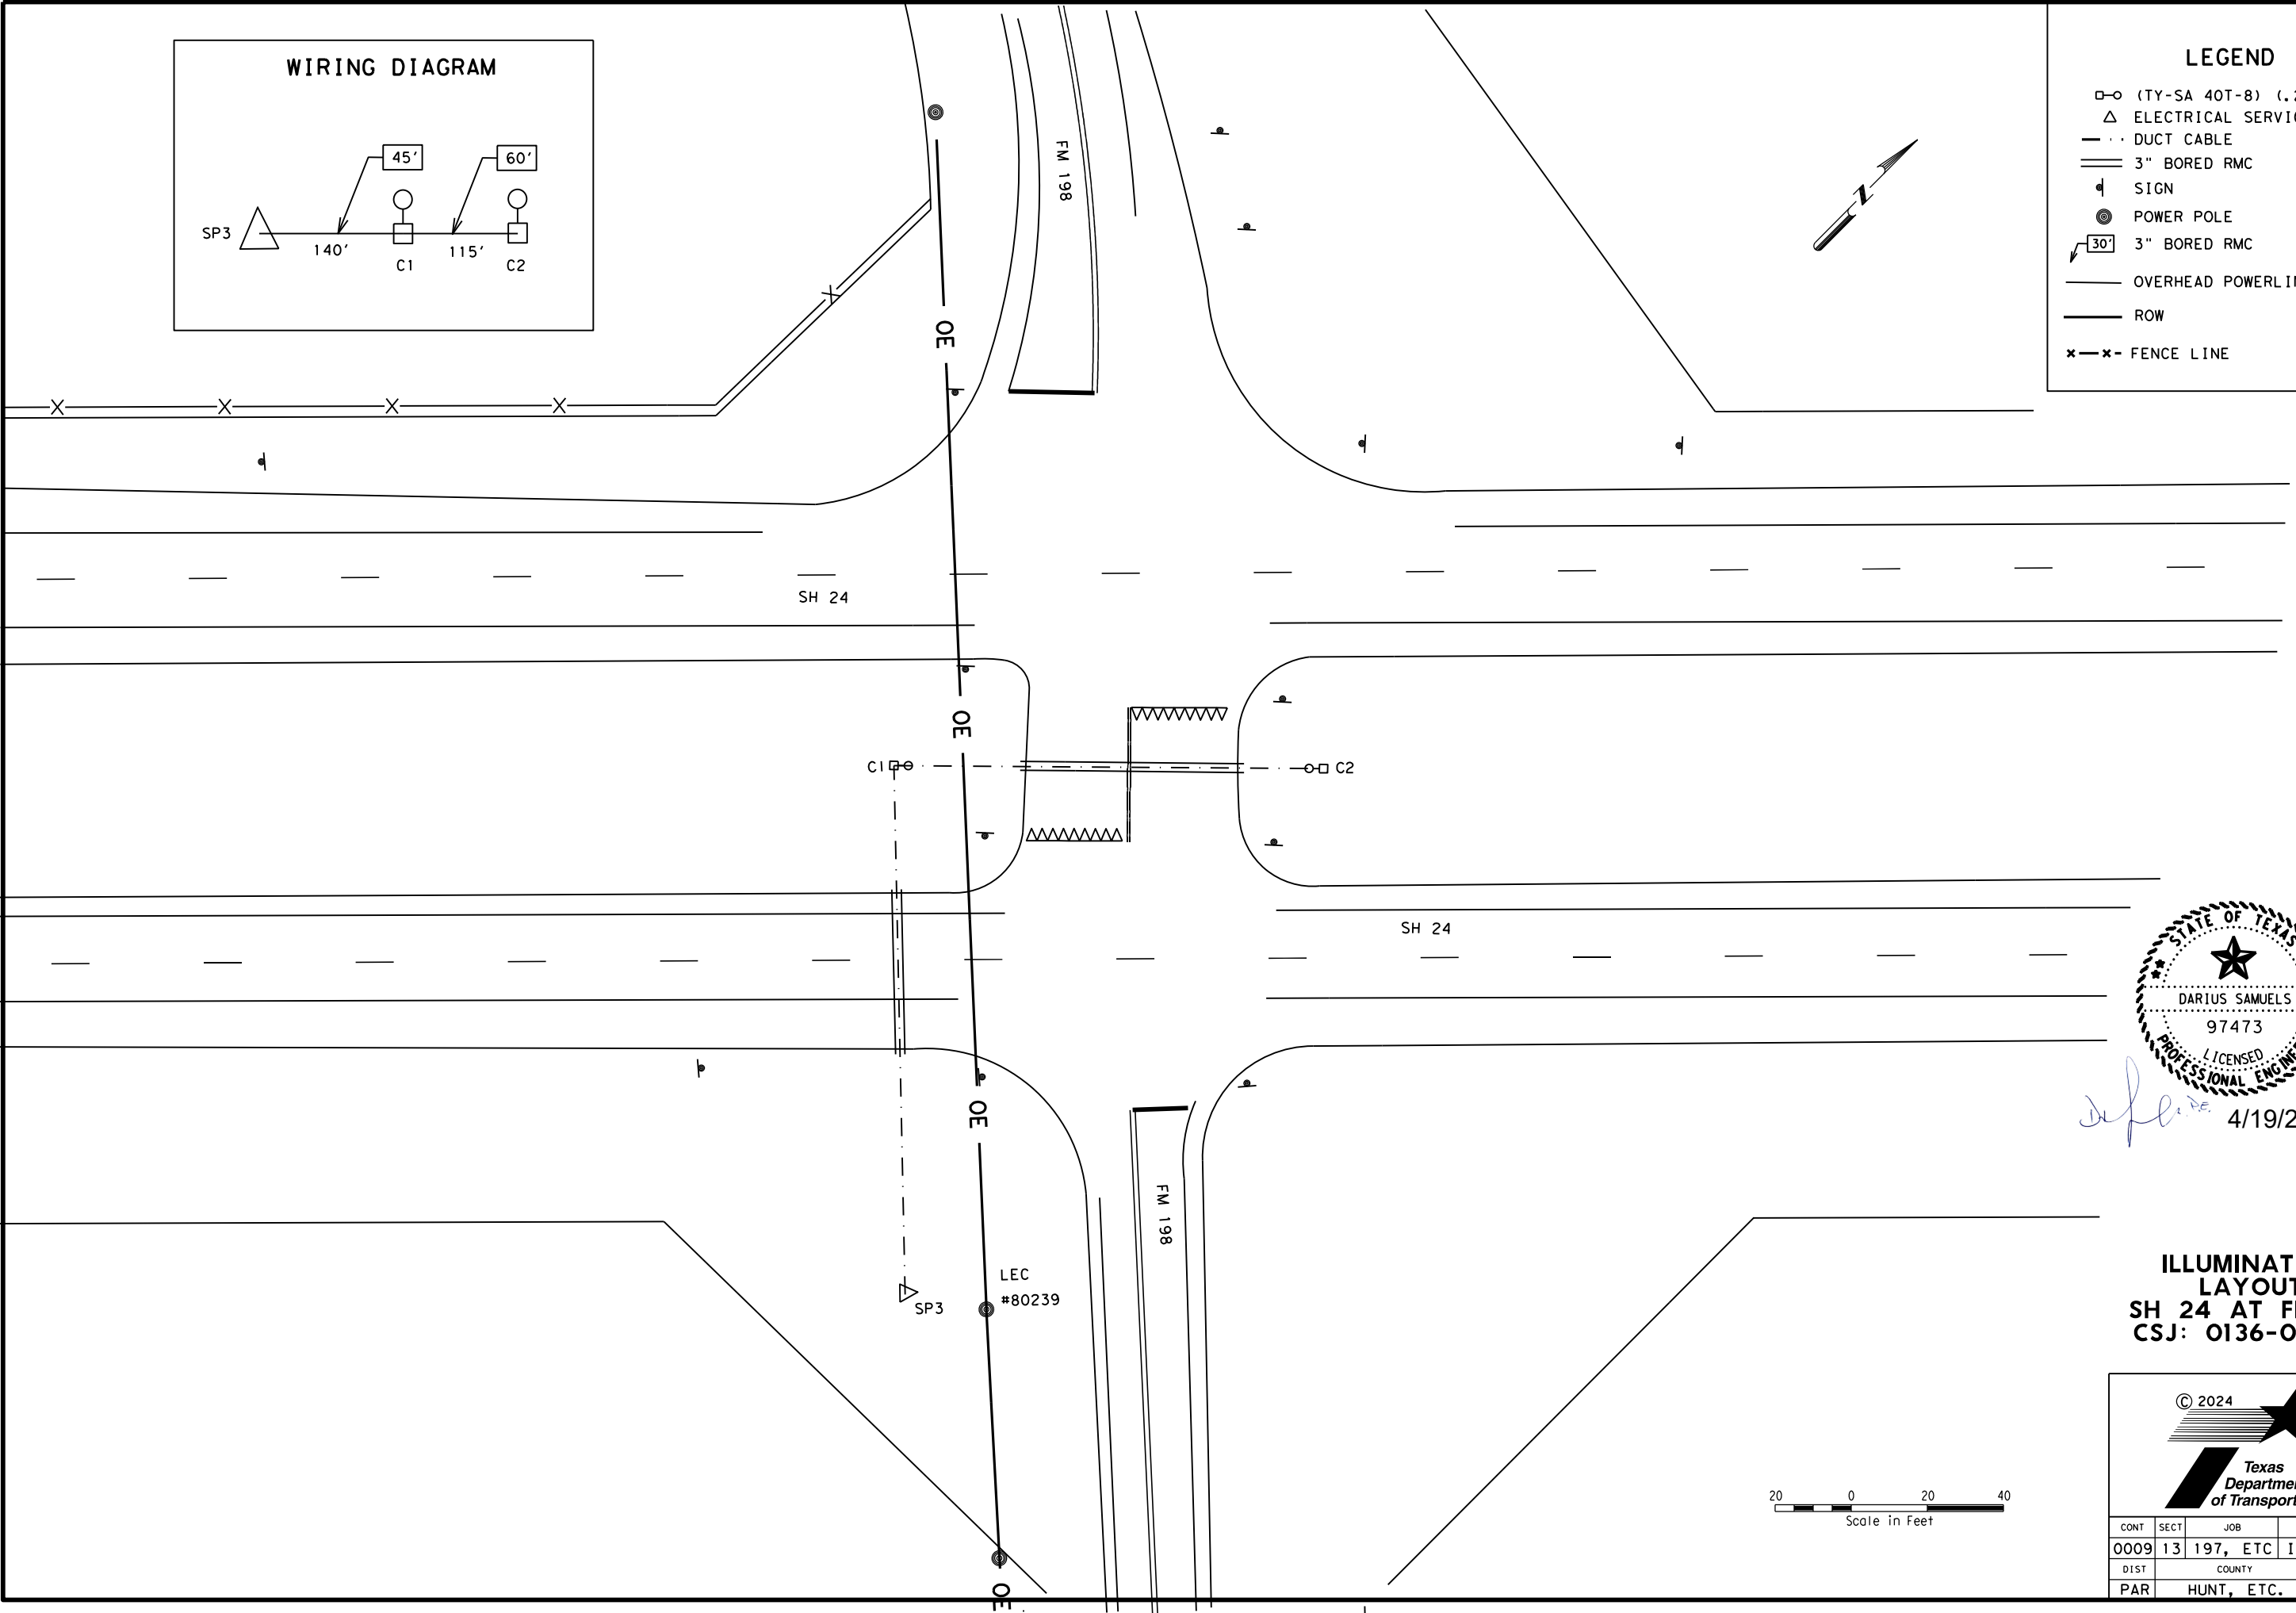 WIRING DIAGRAM
45'
60'
SP3
140'
C1
115'
C2
FM 198
LEGEND
(TY-SA 40T-8) (.2
ELECTRICAL SERVIC
DUCT CABLE
3" BORED RMC
SIGN
POWER POLE
30' 3" BORED RMC
OVERHEAD POWERLIN
ROW
X—X- FENCE LINE
N
X
OE
X X X X
SH 24
OE
C1
C2
SH 24
STATE OF TEXAS
DARIUS SAMUELS
97473
LICENSED
PROFESSIONAL ENGINE
P.E.
4/19/2
OE
FM 198
LEC
#80239
SP3
ILLUMINAT
LAYOUT
SH 24 AT F
CSJ: 0136-0
© 2024
Texas
Departme
of Transport
20 0 20 40
Scale in Feet
CONT SECT JOB
0009 13 197, ETC I
DIST COUNTY
PAR HUNT, ETC.
OE